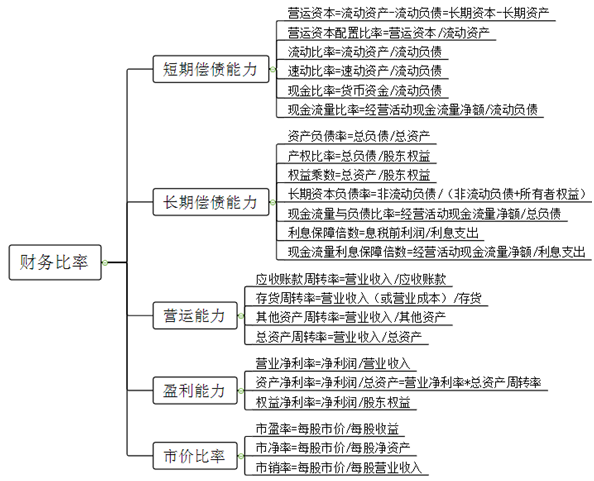 财务比率
短期偿债能力
营运资本=流动资产-流动负债=长期资本-长期资产
营运资本配置比率=营运资本/流动资产
流动比率=流动资产/流动负债
速动比率=速动资产/流动负债
现金比率=货币资金/流动负债
现金流量比率=经营活动现金流量净额/流动负债
长期偿债能力
资产负债率=总负债/总资产
产权比率=总负债/股东权益
权益乘数=总资产/股东权益
长期资本负债率=非流动负债/（非流动负债+所有者权益）
现金流量与负债比率=经营活动现金流量净额/总负债
利息保障倍数=息税前利润/利息支出
现金流量利息保障倍数=经营活动现金流量净额/利息支出
营运能力
应收账款周转率=营业收入/应收账款
存货周转率=营业收入（或营业成本）/存货
其他资产周转率=营业收入/其他资产
总资产周转率=营业收入/总资产
盈利能力
营业净利率=净利润/营业收入
资产净利率=净利润/总资产=营业净利率*总资产周转率
权益净利率=净利润/股东权益
市价比率
市盈率=每股市价/每股收益
市净率=每股市价/每股净资产
市销率=每股市价/每股营业收入